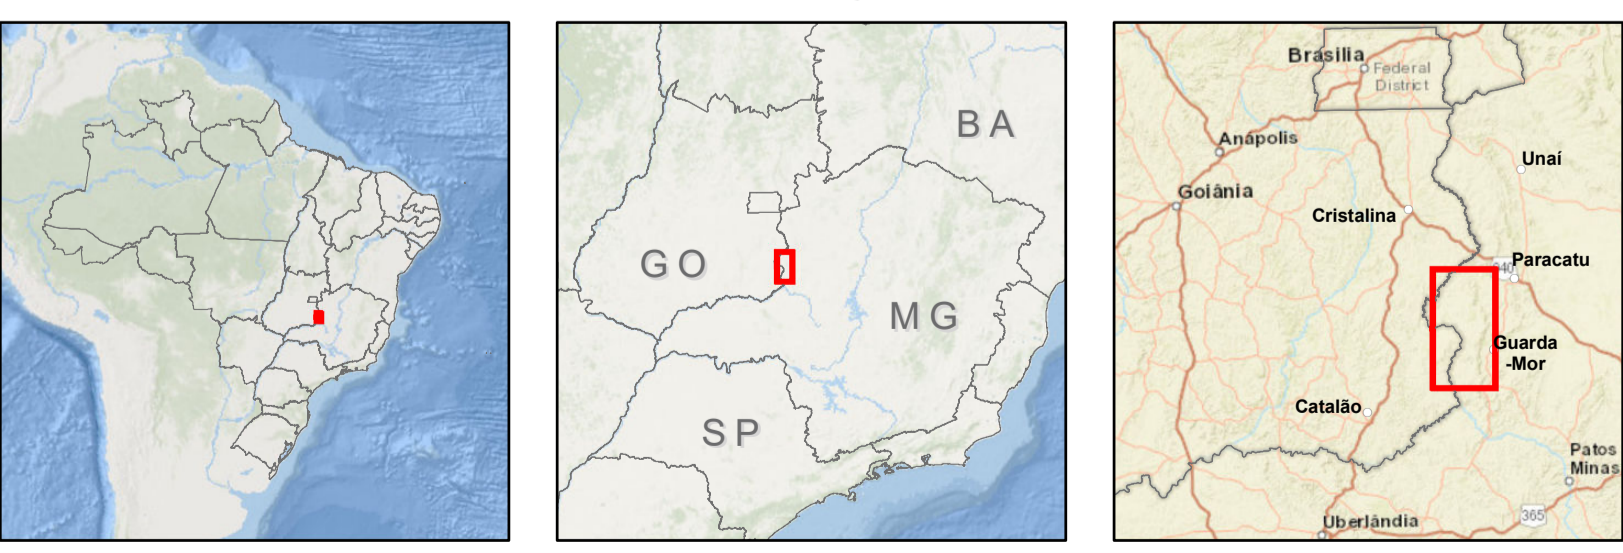 BA
GO
MG
SP
Brasilia
Federal
District
Anápolis
Unaí
Goiânia
Cristalina
Paracatu
040
Guarda
-Mor
Catalão
Patos
Minas
365
Uberlândia